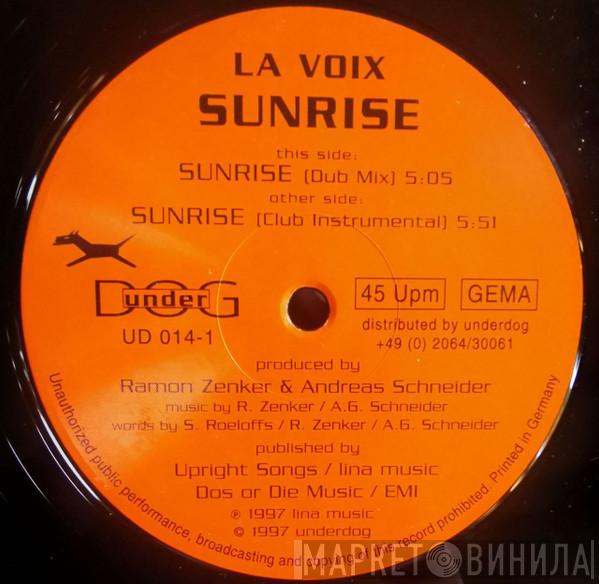 LA VOIX
SUNRISE
this side:
SUNRISE (Dub Mix) 5:05
other side:
SUNRISE (Club Instrumental) 5:51
DOG
under
UD 014-1
45 Upm
GEMA
distributed by underdog
+49 (0) 2064/30061
produced by
Ramon Zenker & Andreas Schneider
music by R. Zenker / A.G. Schneider
words by S. Roeloffs / R. Zenker / A.G. Schneider
published by
Upright Songs / lina music
Dos or Die Music / EMI
℗ 1997 lina music
© 1997 underdog
Unauthorized public performance, broadcasting and copying of this record prohibited. Printed in Germany
МАРКЕТ ВИНИЛА